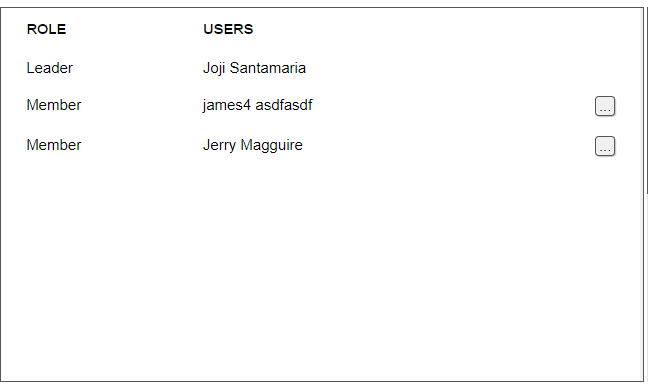 ROLE USERS
Leader Joji Santamaria
Member james4 asdfasdf ...
Member Jerry Magguire ...